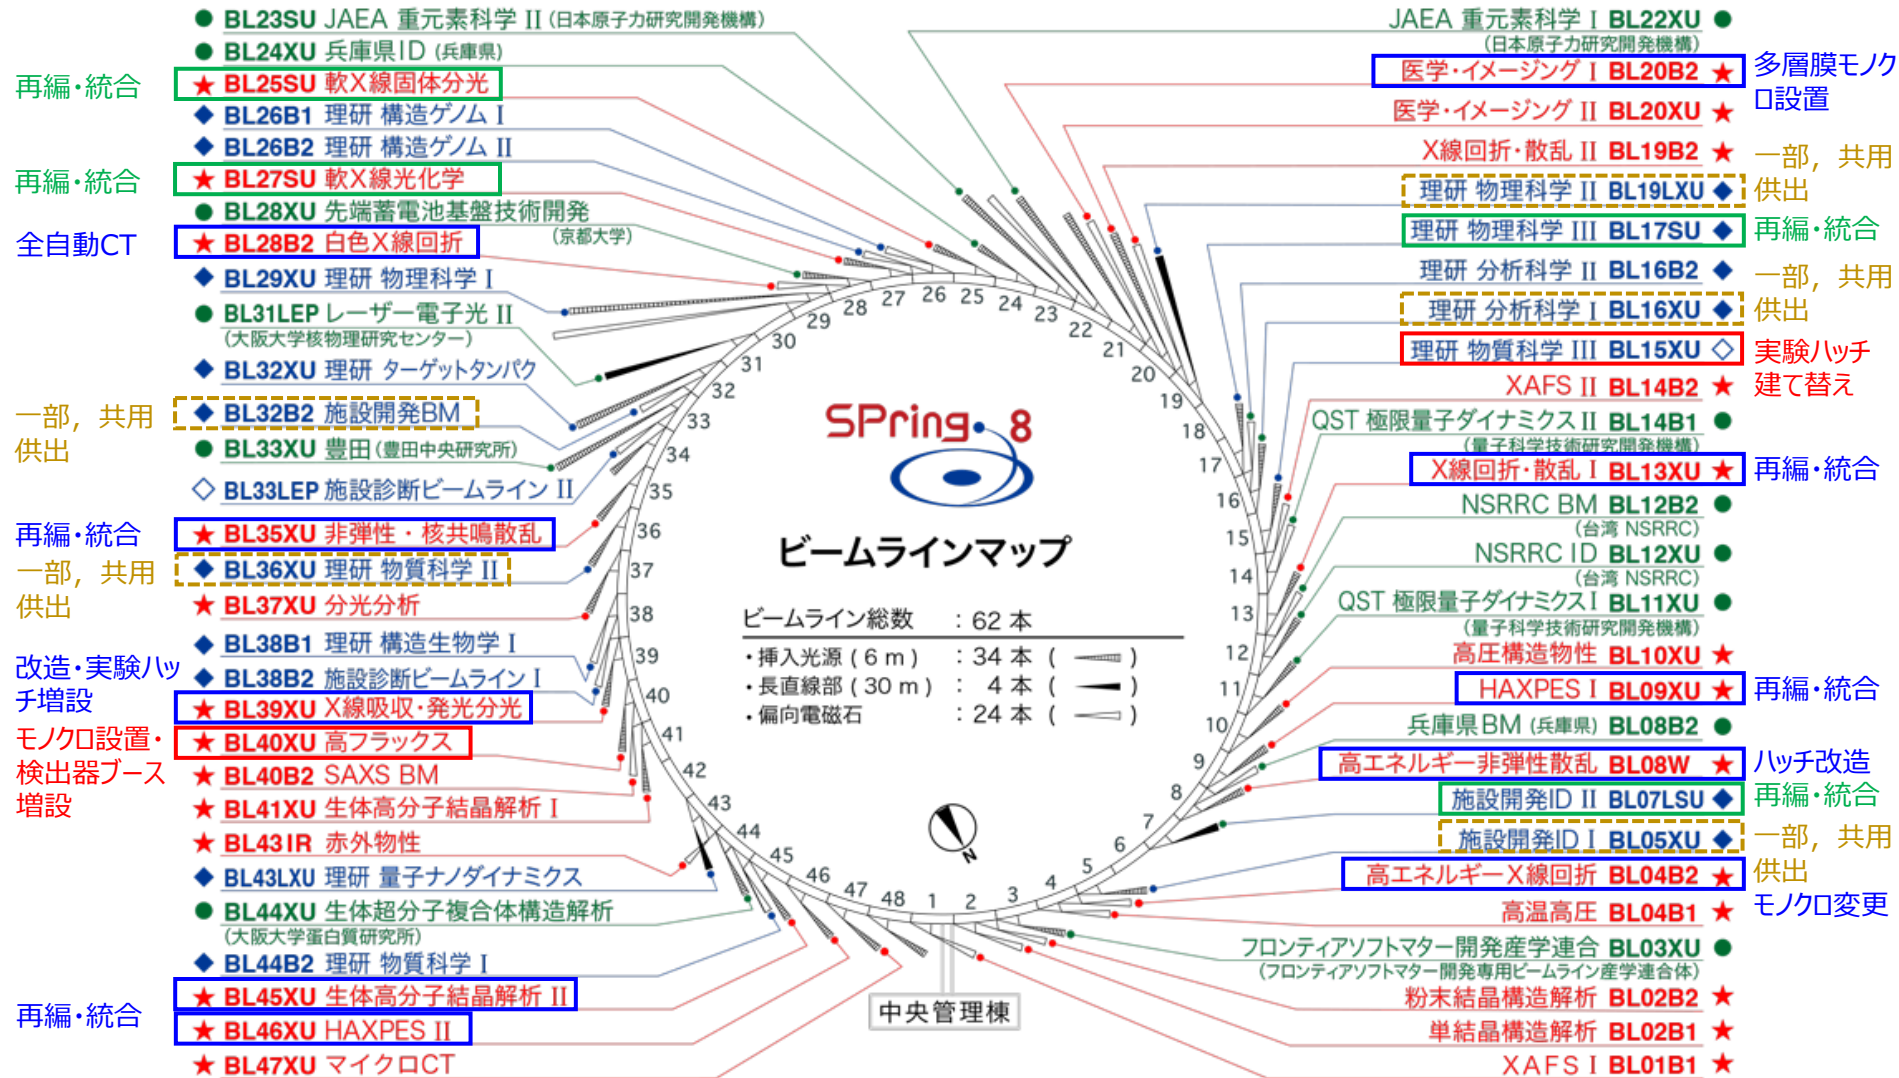 ● BL23SU JAEA 重元素科学 II (日本原子力研究開発機構)
● BL24XU 兵庫県ID (兵庫県)
再編・統合
★ BL25SU 軟X線固体分光
◆ BL26B1 理研 構造ゲノム I
◆ BL26B2 理研 構造ゲノム II
再編・統合
★ BL27SU 軟X線光化学
● BL28XU 先端蓄電池基盤技術開発
(京都大学)
全自動CT
★ BL28B2 白色X線回折
◆ BL29XU 理研 物理科学 I
● BL31LEP レーザー電子光 II
(大阪大学核物理研究センター)
◆ BL32XU 理研 ターゲットタンパク
一部，共用
供出
◆ BL32B2 施設開発BM
● BL33XU 豊田 (豊田中央研究所)
◇ BL33LEP 施設診断ビームライン II
再編・統合
★ BL35XU 非弾性・核共鳴散乱
一部，共用
供出
◆ BL36XU 理研 物質科学 II
★ BL37XU 分光分析
◆ BL38B1 理研 構造生物学 I
改造・実験ハッ
チ増設
◆ BL38B2 施設診断ビームライン I
★ BL39XU X線吸収・発光分光
モノクロ設置・
検出器ブース
増設
★ BL40XU 高フラックス
★ BL40B2 SAXS BM
★ BL41XU 生体高分子結晶解析 I
★ BL43IR 赤外物性
◆ BL43LXU 理研 量子ナノダイナミクス
● BL44XU 生体超分子複合体構造解析
(大阪大学蛋白質研究所)
◆ BL44B2 理研 物質科学 I
再編・統合
★ BL45XU 生体高分子結晶解析 II
★ BL46XU HAXPES II
★ BL47XU マイクロCT
SPring-8
ビームラインマップ
ビームライン総数 : 62 本
・挿入光源 ( 6 m ) : 34 本 ( )
・長直線部 ( 30 m ) : 4 本 ( )
・偏向電磁石 : 24 本 ( )
N
中央管理棟
1
2
3
4
5
6
7
8
9
10
11
12
13
14
15
16
17
18
19
20
21
22
23
24
25
26
27
28
29
30
31
32
33
34
35
36
37
38
39
40
41
42
43
44
45
46
47
48
JAEA 重元素科学 I BL22XU ●
(日本原子力研究開発機構)
医学・イメージング I BL20B2 ★
多層膜モノク
ロ設置
医学・イメージング II BL20XU ★
X線回折・散乱 II BL19B2 ★
一部，共用
供出
理研 物理科学 II BL19LXU ◆
理研 物理科学 III BL17SU ◆
再編・統合
理研 分析科学 II BL16B2 ◆
一部，共用
供出
理研 分析科学 I BL16XU ◆
理研 物質科学 III BL15XU ◇
実験ハッチ
建て替え
XAFS II BL14B2 ★
QST 極限量子ダイナミクス II BL14B1 ●
(量子科学技術研究開発機構)
X線回折・散乱 I BL13XU ★
再編・統合
NSRRC BM BL12B2 ●
(台湾 NSRRC)
NSRRC ID BL12XU ●
(台湾 NSRRC)
QST 極限量子ダイナミクス I BL11XU ●
(量子科学技術研究開発機構)
高圧構造物性 BL10XU ★
HAXPES I BL09XU ★
再編・統合
兵庫県BM (兵庫県) BL08B2 ●
高エネルギー非弾性散乱 BL08W ★
ハッチ改造
施設開発ID II BL07LSU ◆
再編・統合
施設開発ID I BL05XU ◆
一部，共用
供出
高エネルギーX線回折 BL04B2 ★
モノクロ変更
高温高圧 BL04B1 ★
フロンティアソフトマター開発産学連合 BL03XU ●
(フロンティアソフトマター開発専用ビームライン産学連合体)
粉末結晶構造解析 BL02B2 ★
単結晶構造解析 BL02B1 ★
XAFS I BL01B1 ★